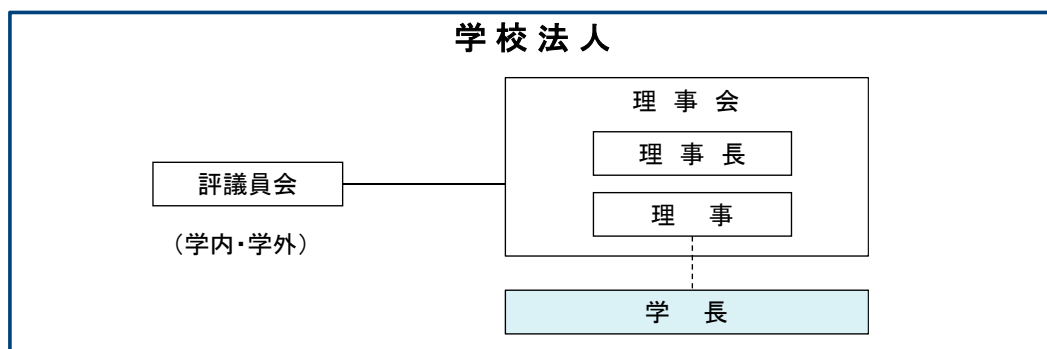 学校法人
理事会
理事長
評議員会
理事
（学内・学外）
学長